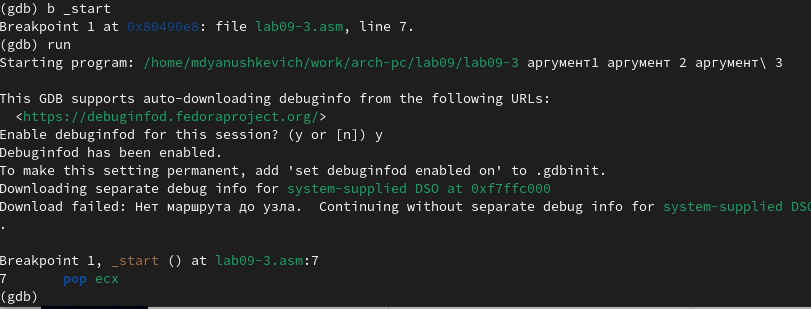 (gdb) b _start
Breakpoint 1 at 0x80490e8: file lab09-3.asm, line 7.
(gdb) run
Starting program: /home/mdyanushkevich/work/arch-pc/lab09/lab09-3 аргумент1 аргумент 2 аргумент\ 3
This GDB supports auto-downloading debuginfo from the following URLs:
<https://debuginfod.fedoraproject.org/>
Enable debuginfod for this session? (y or [n]) y
Debuginfod has been enabled.
To make this setting permanent, add 'set debuginfod enabled on' to .gdbinit.
Downloading separate debug info for system-supplied DSO at 0xf7ffc000
Download failed: Нет маршрута до узла.  Continuing without separate debug info for system-supplied DSO
.
Breakpoint 1, _start () at lab09-3.asm:7
7       pop ecx
(gdb)